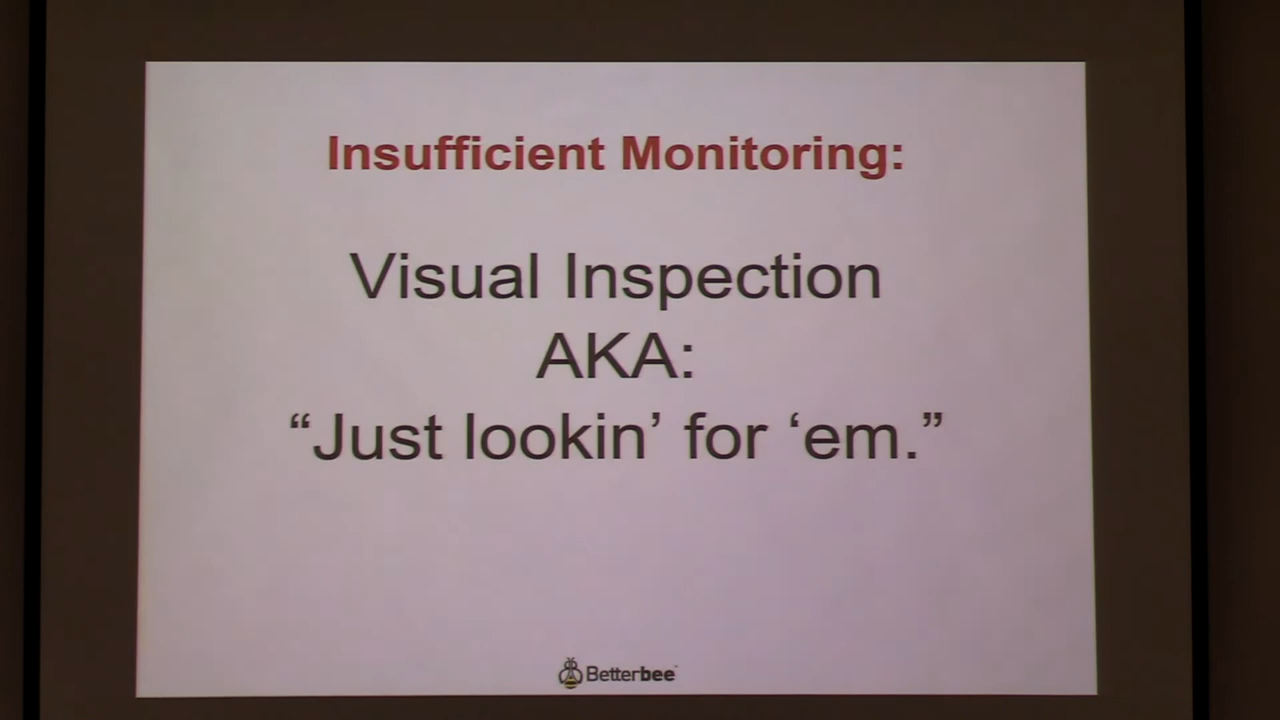 Insufficient Monitoring:
Visual Inspection
AKA:
“Just lookin’ for ‘em.”
Betterbee